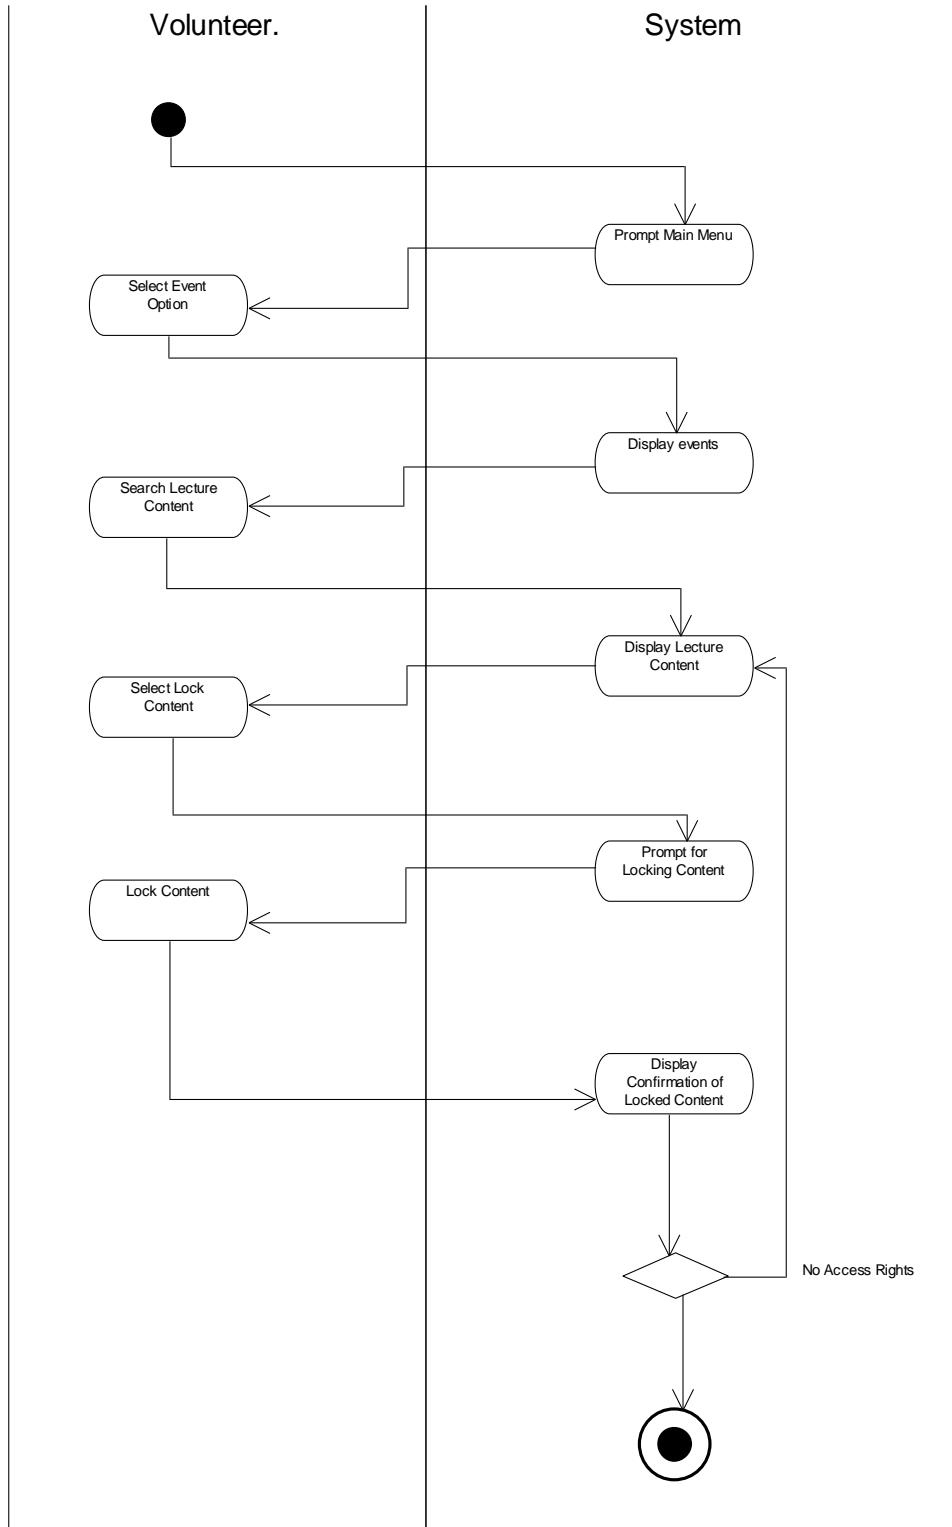 Volunteer.
System
Prompt Main Menu
Select Event
Option
Display events
Search Lecture
Content
Display Lecture
Content
Select Lock
Content
Prompt for
Locking Content
Lock Content
Display
Confirmation of
Locked Content
No Access Rights